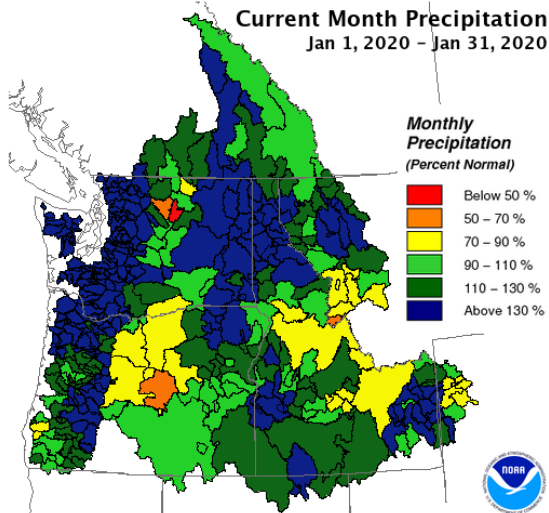 Current Month Precipitation
Jan 1, 2020 - Jan 31, 2020
Monthly
Precipitation
(Percent Normal)
Below 50 %
50 - 70 %
70 - 90 %
90 - 110 %
110 - 130 %
Above 130 %
NOAA